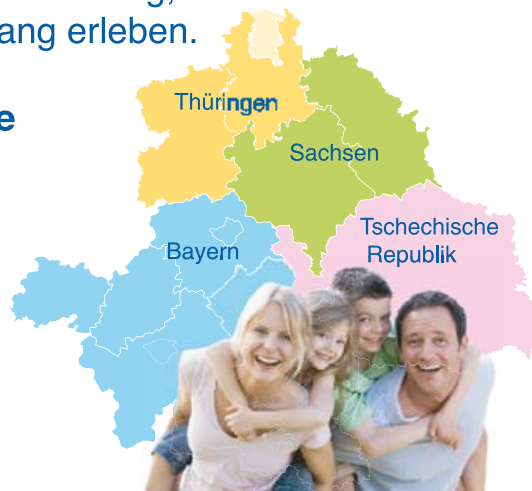 ang erleben.
e
Thüringen
Sachsen
Tschechische
Republik
Bayern